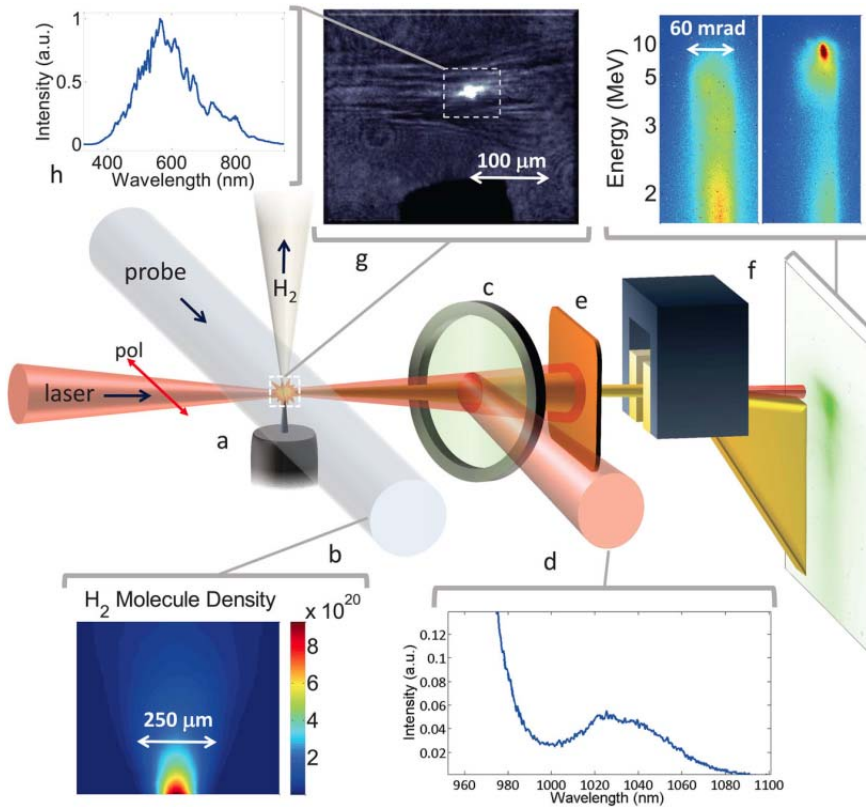 1
0.5
0
Intensity (a.u.)
400
600
800
Wavelength (nm)
h
100 μm
g
60 mrad
10
5
3
2
Energy (MeV)
f
probe
H2
c
e
pol
laser
a
b
d
H2 Molecule Density
x 10^20
8
6
4
2
250 μm
0.12
0.1
0.08
0.06
0.04
0.02
Intensity (a.u.)
960
980
1000
1020
1040
1060
1080
1100
Wavelength (nm)